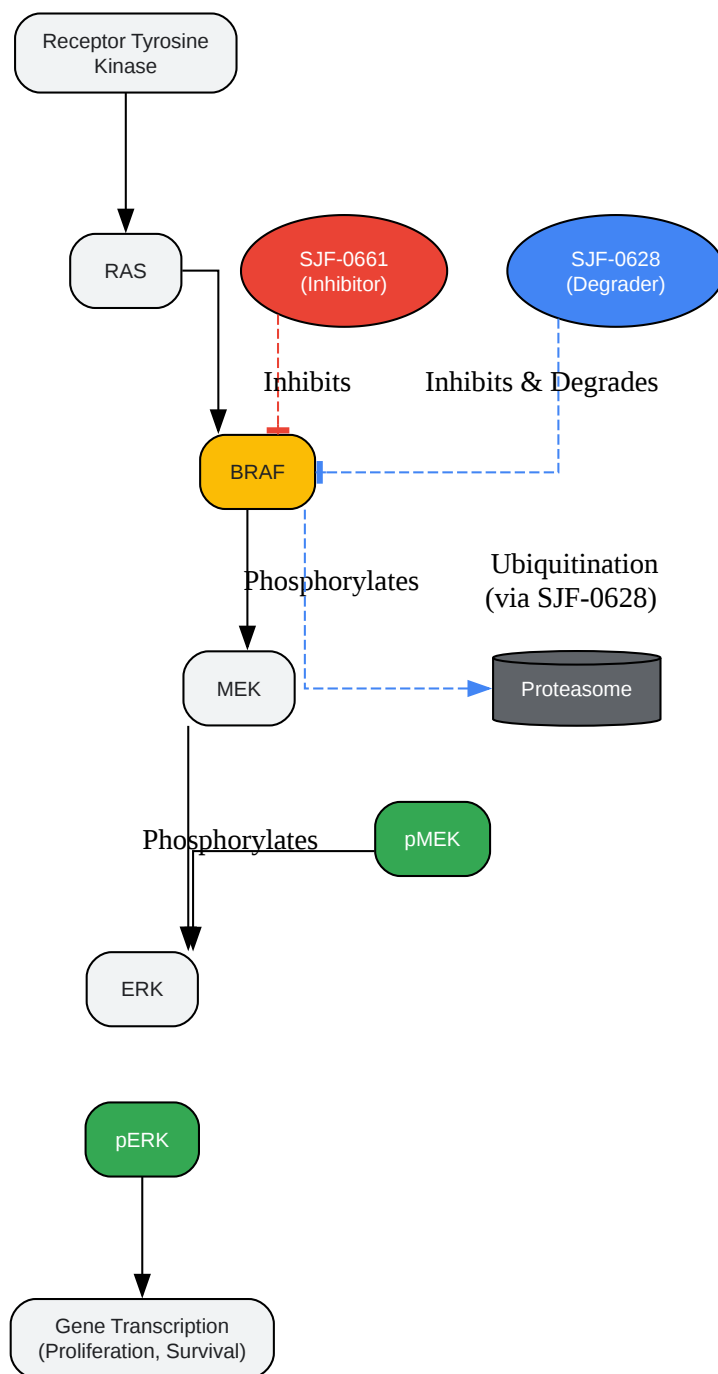 Receptor Tyrosine
Kinase
RAS
SJF-0661
(Inhibitor)
SJF-0628
(Degrader)
Inhibits
Inhibits & Degrades
BRAF
Phosphorylates
Ubiquitination
(via SJF-0628)
MEK
Proteasome
Phosphorylates
pMEK
ERK
pERK
Gene Transcription
(Proliferation, Survival)